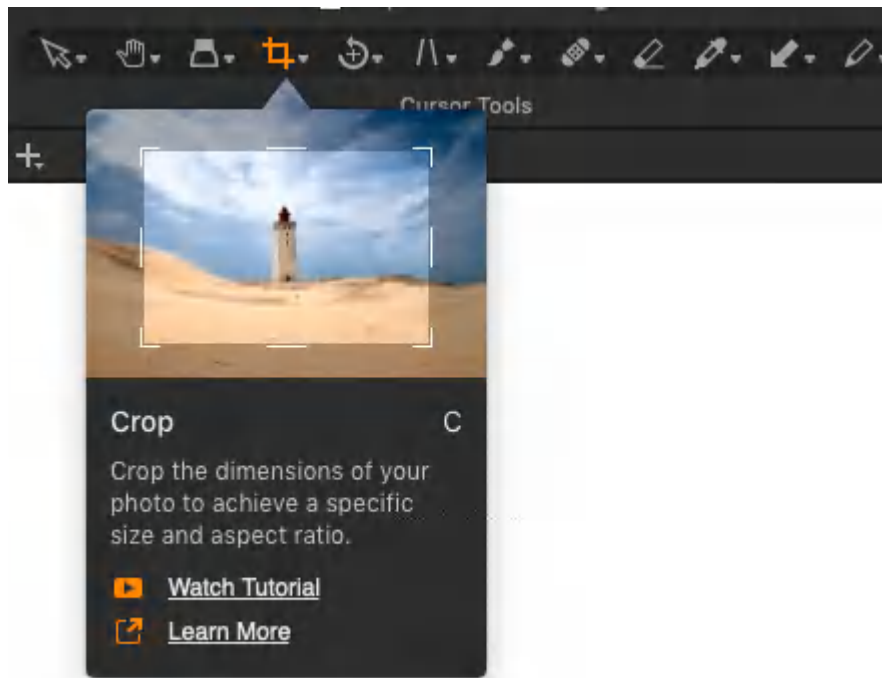 Cursor Tools
Crop C
Crop the dimensions of your
photo to achieve a specific
size and aspect ratio.
Watch Tutorial
Learn More